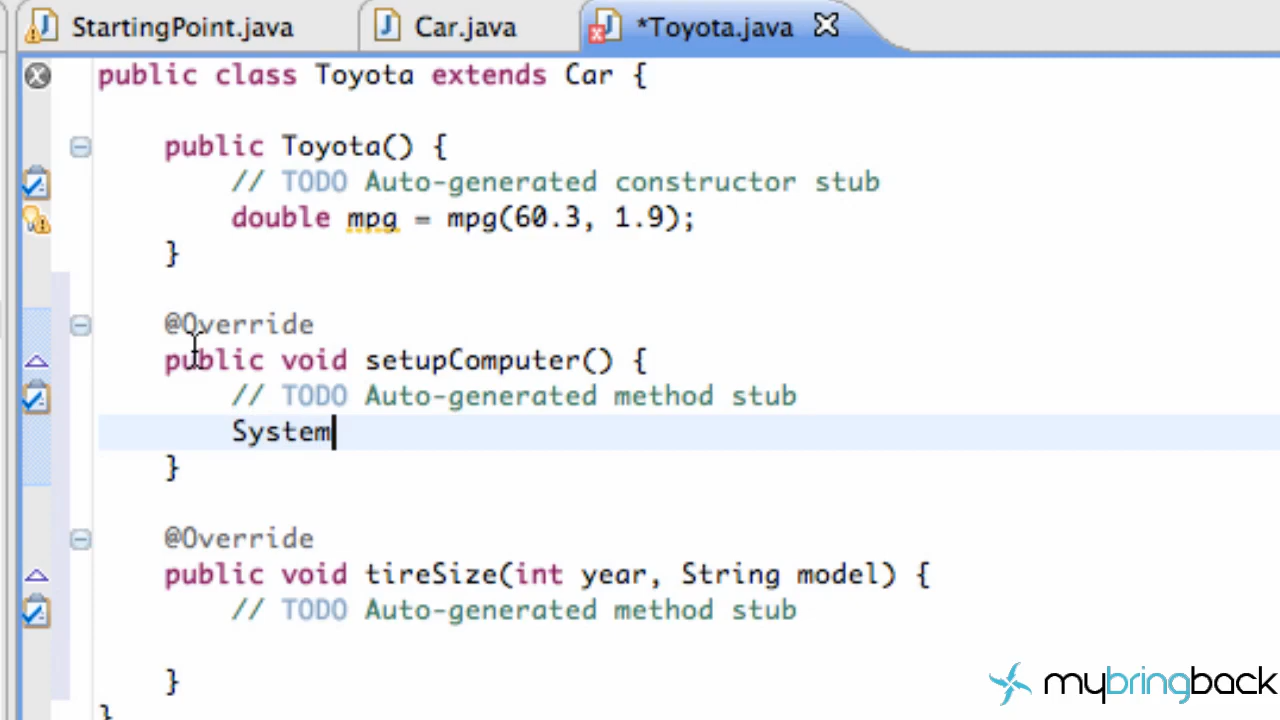 StartingPoint.java Car.java *Toyota.java
public class Toyota extends Car {
public Toyota() {
// TODO Auto-generated constructor stub
double mpg = mpg(60.3, 1.9);
}
@Override
public void setupComputer() {
// TODO Auto-generated method stub
System
}
@Override
public void tireSize(int year, String model) {
// TODO Auto-generated method stub
}
}
mybringback